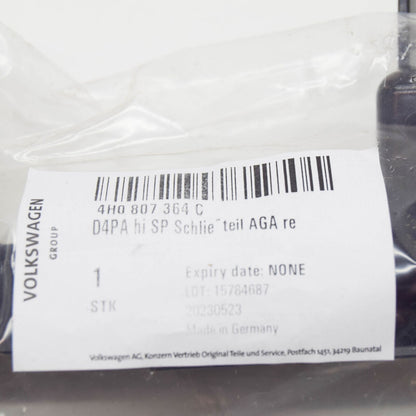 VOLKSWAGEN
GROUP
4H0 807 364 C
D4PA hi SP Schlie¨teil AGA re
1
STK
Expiry date: NONE
LOT: 15784687
20230523
Made in Germany
Volkswagen AG, Konzern Vertrieb Original Teile und Service, Postfach 1451, 34219 Baunatal